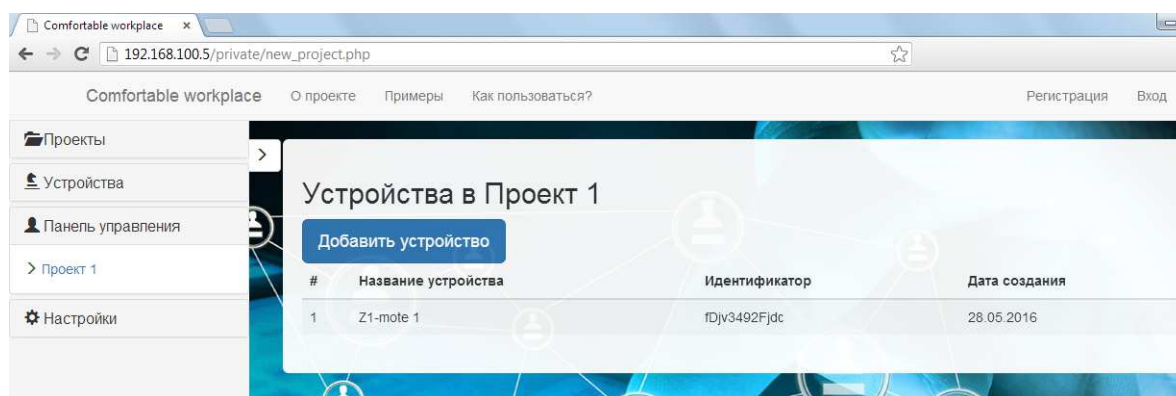 Comfortable workplace
192.168.100.5/private/new_project.php
Comfortable workplace О проекте Примеры Как пользоваться? Регистрация Вход
Проекты
Устройства
Панель управления
Проект 1
Настройки
Устройства в Проект 1
Добавить устройство
# Название устройства Идентификатор Дата создания
1 Z1-mote 1 fDjv3492Fjdc 28.05.2016